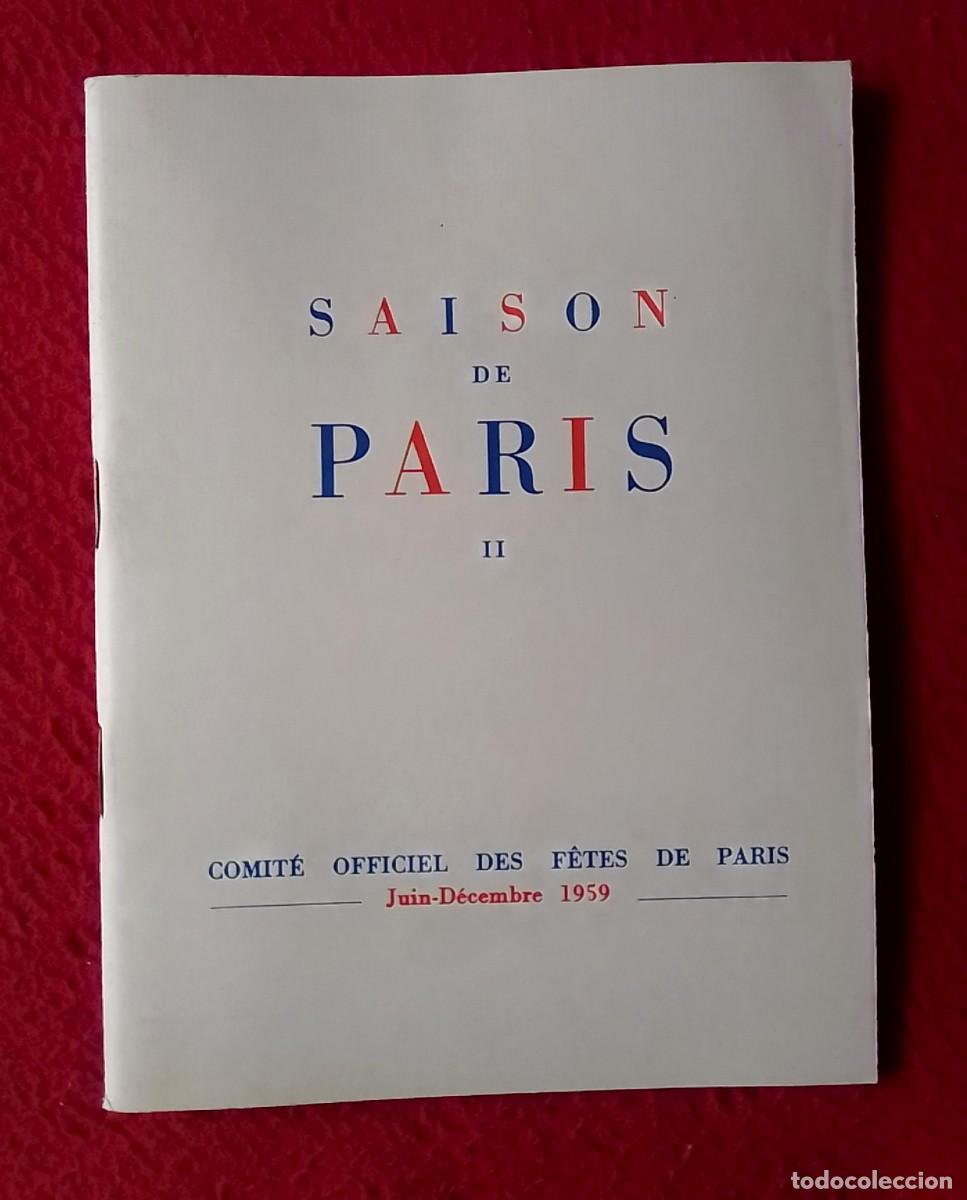 SAISON
DE
PARIS
II
COMITÉ OFFICIEL DES FÊTES DE PARIS
Juin-Décembre 1959
todocoleccion